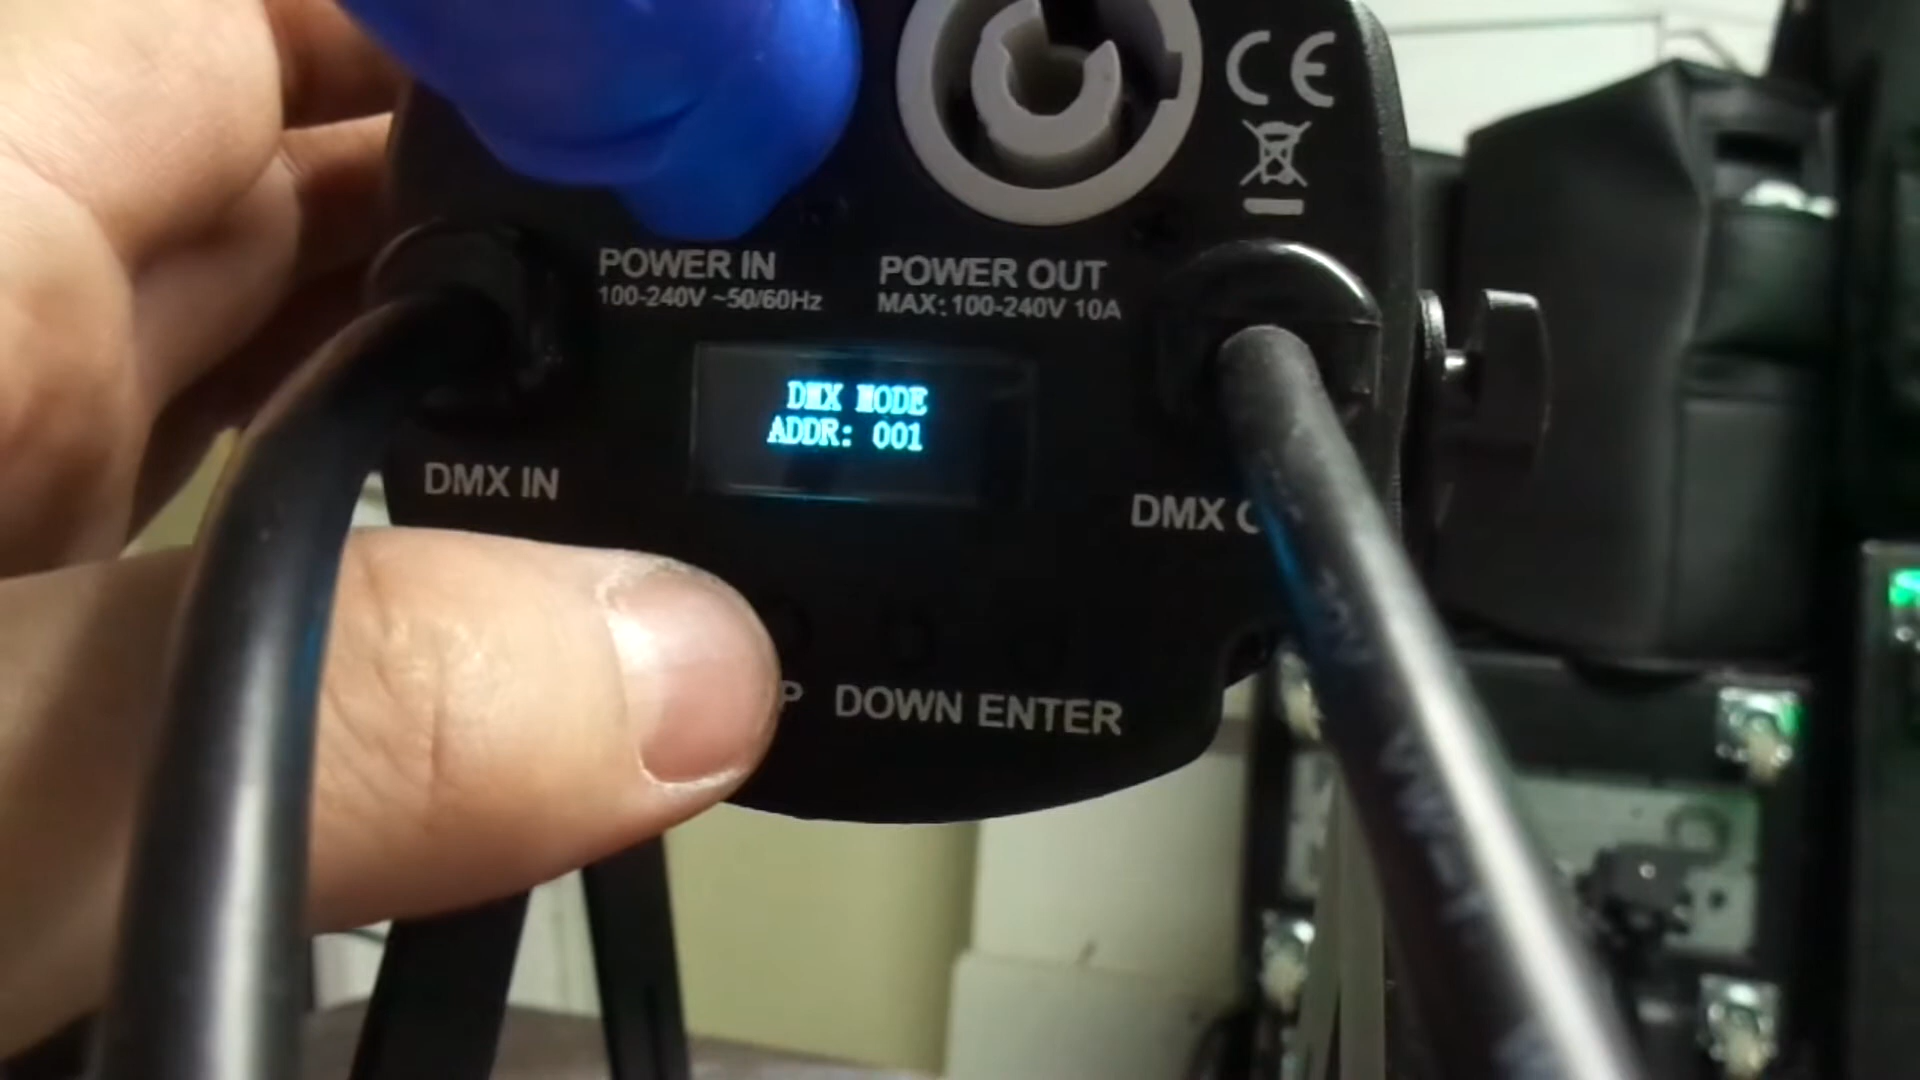 CE
POWER IN
100-240V ~50/60Hz
POWER OUT
MAX: 100-240V 10A
DMX MODE
ADDR: 001
DMX IN
DMX
DOWN ENTER